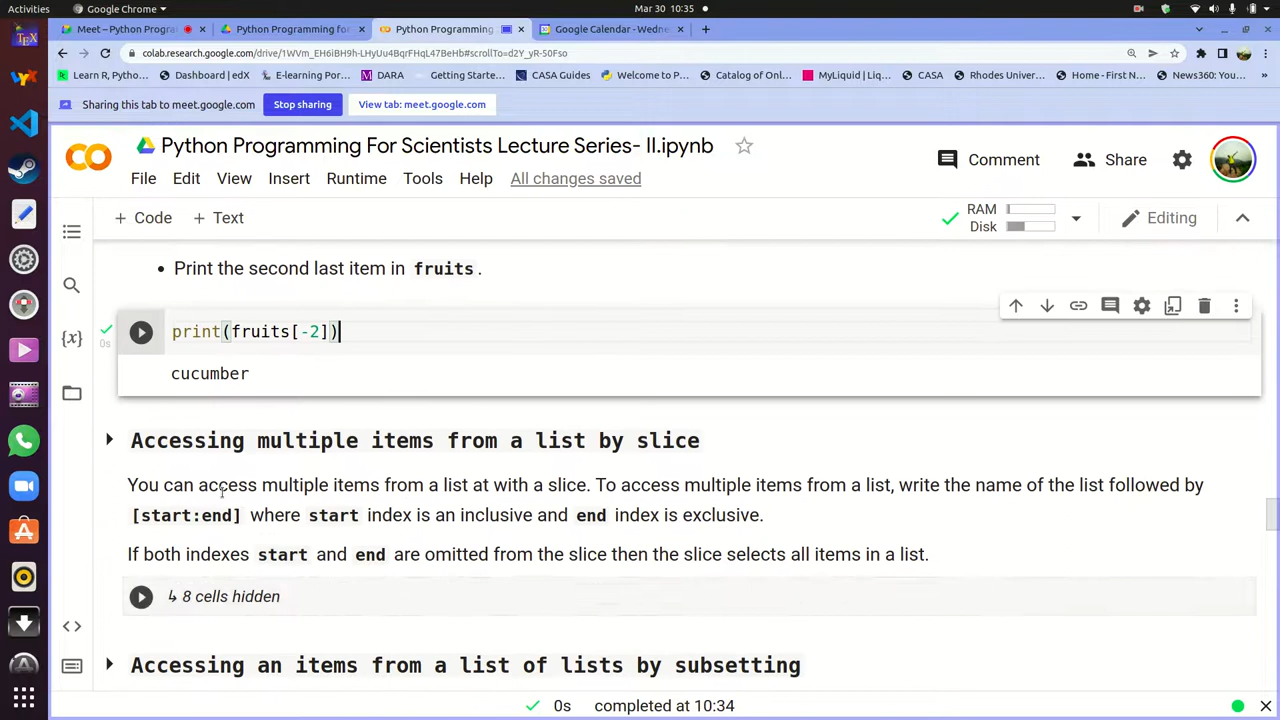 Activities
Google Chrome
Mar 30 10:35
Meet – Python Prog
Python Programming for
Python Programming
Google Calendar - Wedne
colab.research.google.com/drive/1WVm_EH6iBH9h-LHyUu4BqrFHqL47BeHb#scrollTo=d2Y_yR-50Fso
Learn R, Pytho...
Dashboard | edX
E-learning Por...
DARA
Getting Starte...
CASA Guides
Welcome to P...
Catalog of Onl...
MyLiquid | Liq...
CASA
Rhodes Univer...
Home - First N...
News360: You...
»
Sharing this tab to meet.google.com
Stop sharing
View tab: meet.google.com
Python Programming For Scientists Lecture Series- II.ipynb
Comment
Share
File Edit View Insert Runtime Tools Help All changes saved
+ Code + Text
RAM
Disk
Editing
• Print the second last item in fruits.
print(fruits[-2])
0s
cucumber
Accessing multiple items from a list by slice
You can access multiple items from a list at with a slice. To access multiple items from a list, write the name of the list followed by
[start:end] where start index is an inclusive and end index is exclusive.
If both indexes start and end are omitted from the slice then the slice selects all items in a list.
↳ 8 cells hidden
Accessing an items from a list of lists by subsetting
0s completed at 10:34